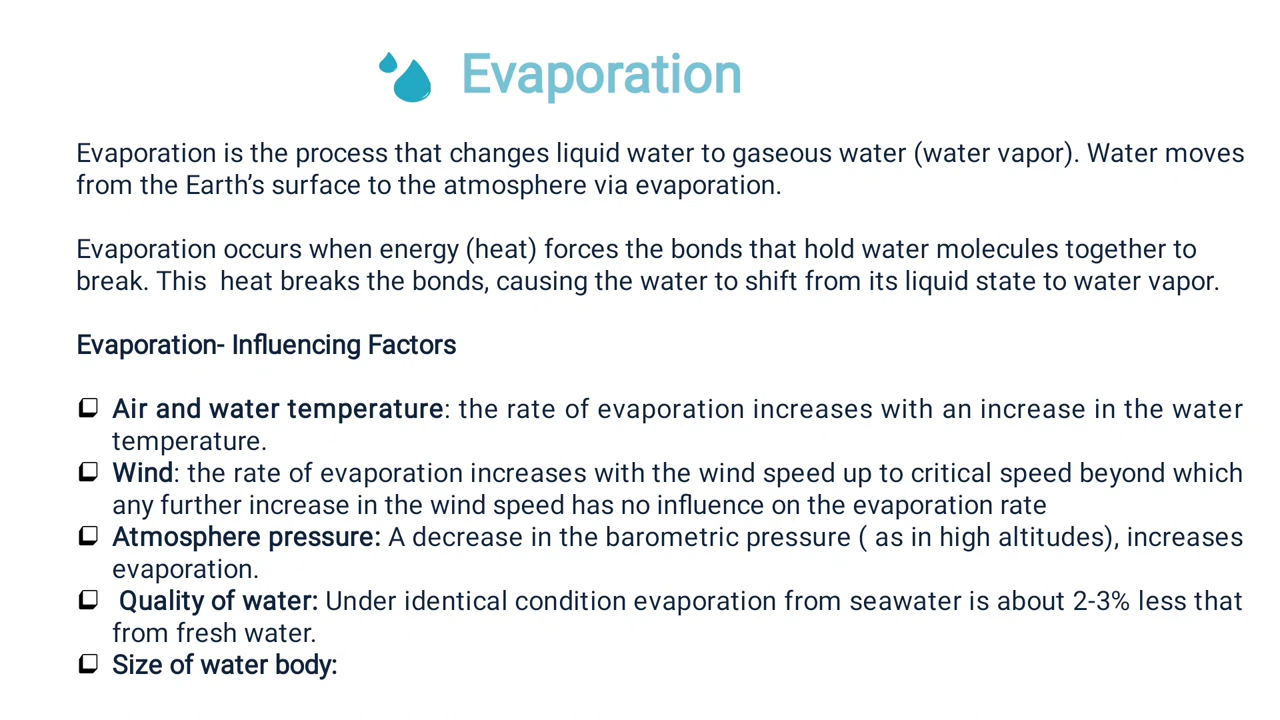 Evaporation
Evaporation is the process that changes liquid water to gaseous water (water vapor). Water moves
from the Earth’s surface to the atmosphere via evaporation.
Evaporation occurs when energy (heat) forces the bonds that hold water molecules together to
break. This  heat breaks the bonds, causing the water to shift from its liquid state to water vapor.
Evaporation- Influencing Factors
❑ Air and water temperature: the rate of evaporation increases with an increase in the water
temperature.
❑ Wind: the rate of evaporation increases with the wind speed up to critical speed beyond which
any further increase in the wind speed has no influence on the evaporation rate
❑ Atmosphere pressure: A decrease in the barometric pressure ( as in high altitudes), increases
evaporation.
❑ Quality of water: Under identical condition evaporation from seawater is about 2-3% less that
from fresh water.
❑ Size of water body: